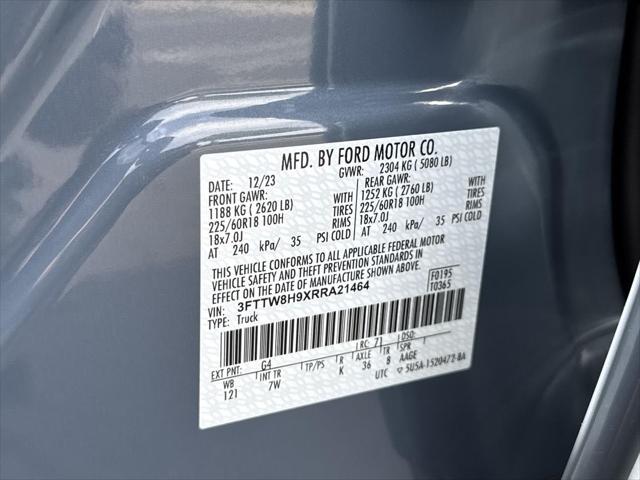 MFD. BY FORD MOTOR CO.
DATE: 12/23 GVWR: 2304 KG ( 5080 LB)
FRONT GAWR: REAR GAWR:
1188 KG ( 2620 LB) WITH 1252 KG ( 2760 LB) WITH
225/60R18 100H TIRES 225/60R18 100H TIRES
18x7.0J RIMS 18x7.0J RIMS
AT 240 kPa/ 35 PSI COLD AT 240 kPa/ 35 PSI COLD
THIS VEHICLE CONFORMS TO ALL APPLICABLE FEDERAL MOTOR
VEHICLE SAFETY AND THEFT PREVENTION STANDARDS IN
EFFECT ON THE DATE OF MANUFACTURE SHOWN ABOVE.
VIN: 3FTTW8H9XRRA21464 F0195
TYPE: Truck T0365
EXT PNT: G4 RC: 71 DSO:
WB INT TR TP/PS R AXLE TR SPR
121 7W K 36 8 AAGE
UTC 5U5A-1520472-BA